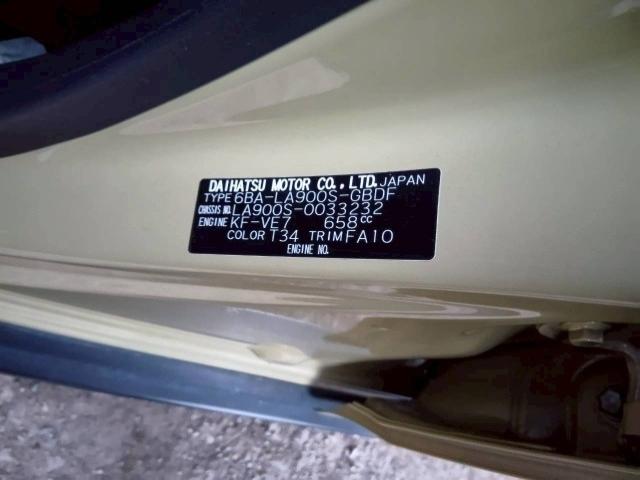 DAIHATSU MOTOR CO., LTD. JAPAN
TYPE 6BA-LA900S-GBDF
CHASSIS NO. LA900S-0033232
ENGINE KF-VE7 658cc
COLOR T34 TRIM FA10
ENGINE NO.